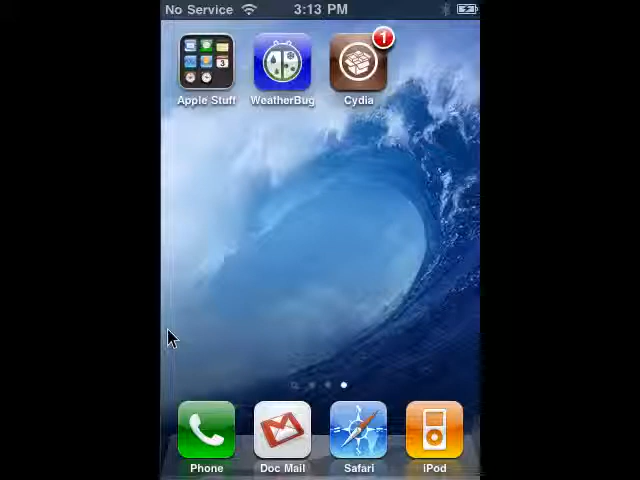 No Service 3:13 PM
1
Apple Stuff WeatherBug Cydia
Phone Doc Mail Safari iPod